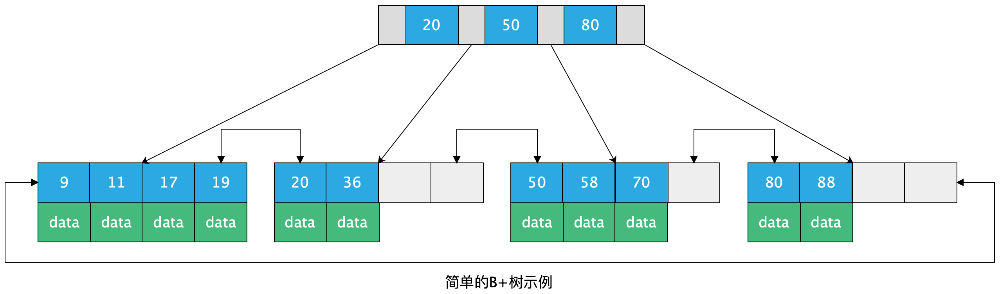 20 50 80
9 11 17 19 20 36 50 58 70 80 88
data data data data data data data data data data data
简单的B+树示例